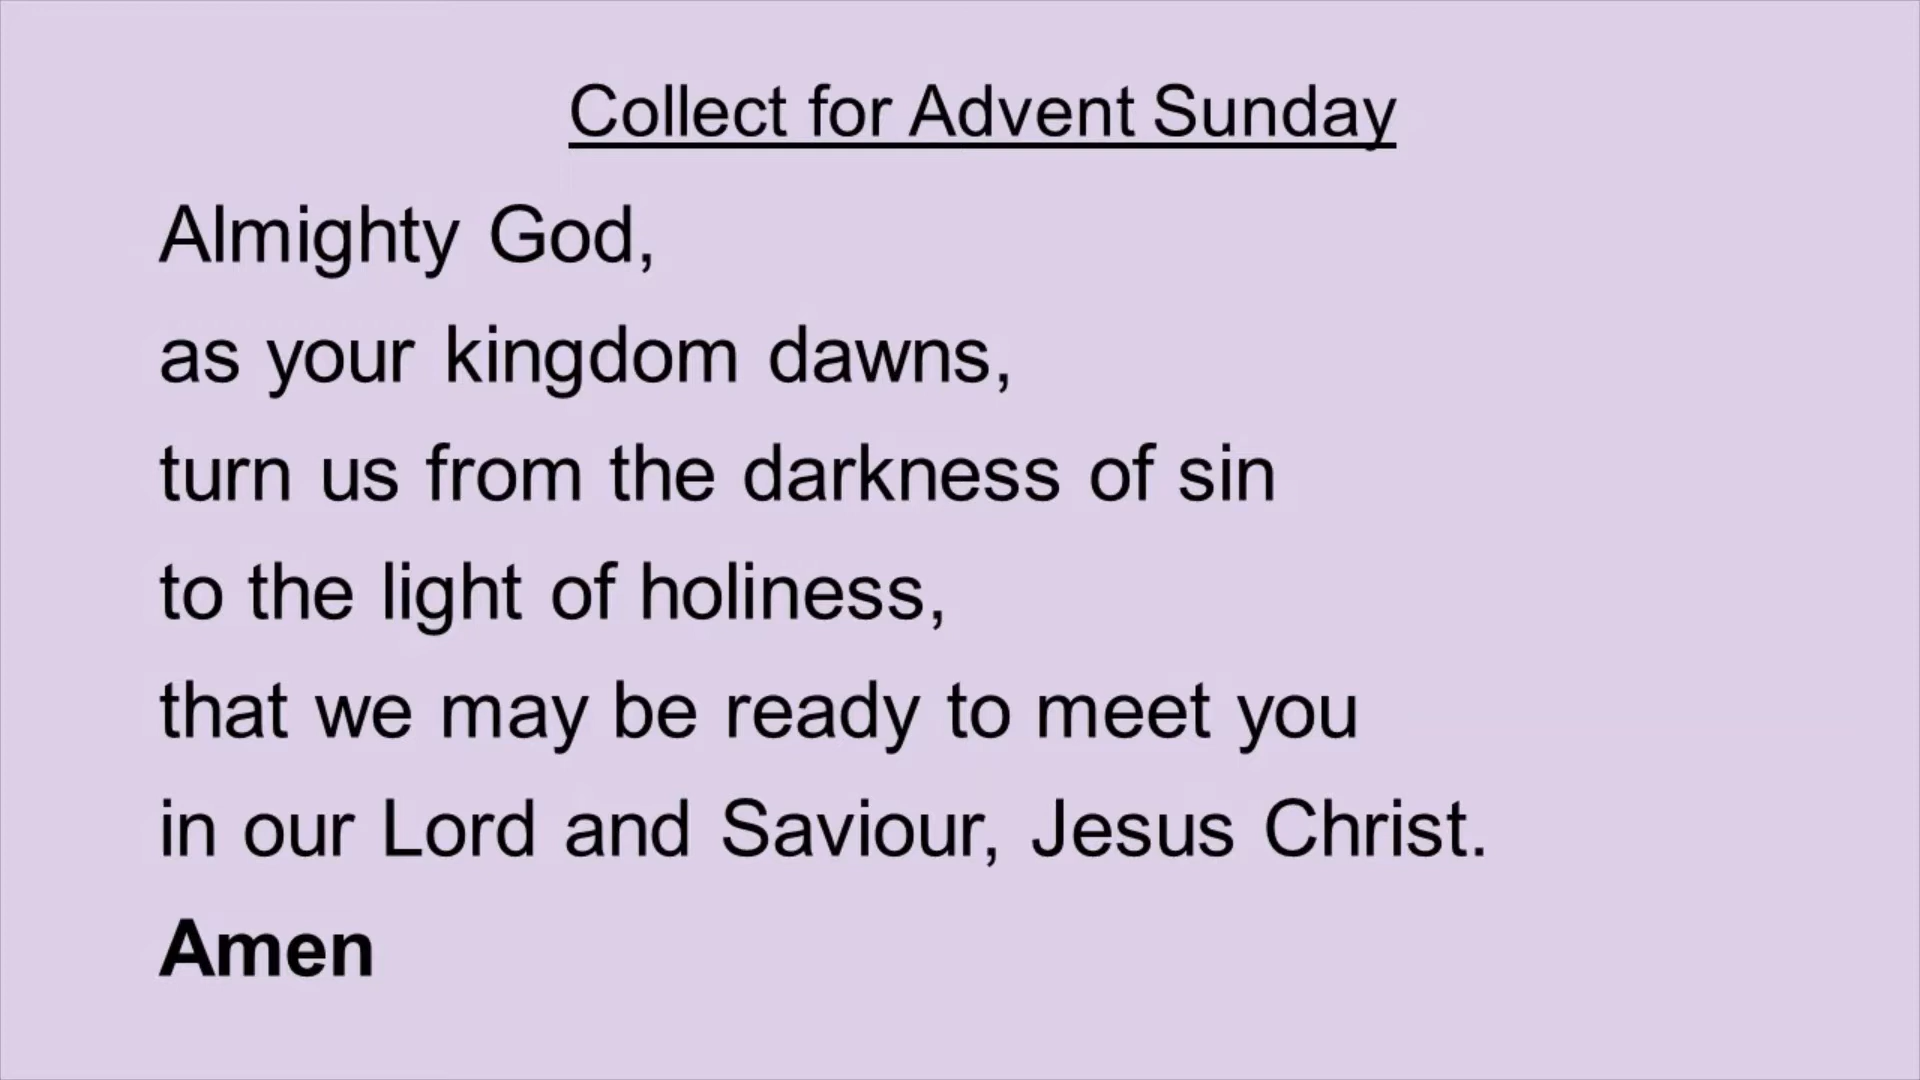 Collect for Advent Sunday
Almighty God,
as your kingdom dawns,
turn us from the darkness of sin
to the light of holiness,
that we may be ready to meet you
in our Lord and Saviour, Jesus Christ.
Amen